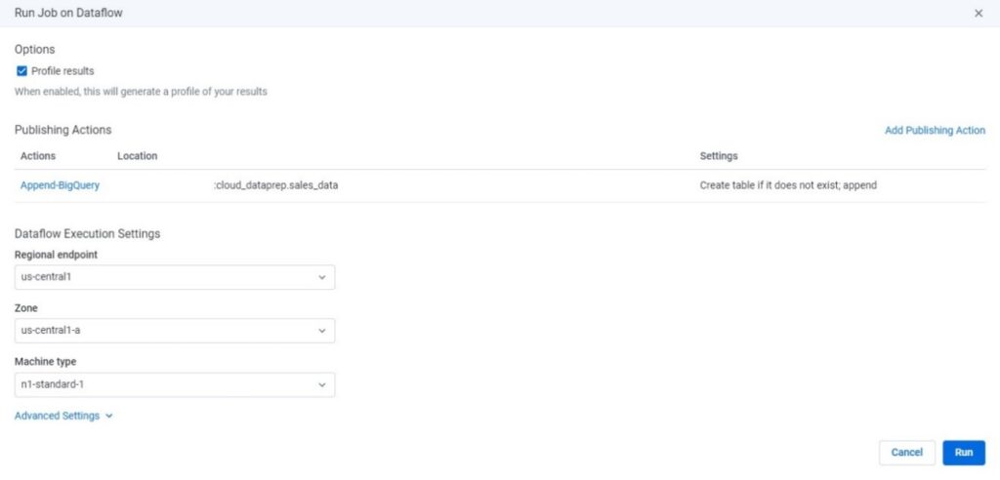 Run Job on Dataflow
Options
Profile results
When enabled, this will generate a profile of your results
Publishing Actions Add Publishing Action
Actions Location Settings
Append-BigQuery :cloud_dataprep.sales_data Create table if it does not exist; append
Dataflow Execution Settings
Regional endpoint
us-central1
Zone
us-central1-a
Machine type
n1-standard-1
Advanced Settings
Cancel Run